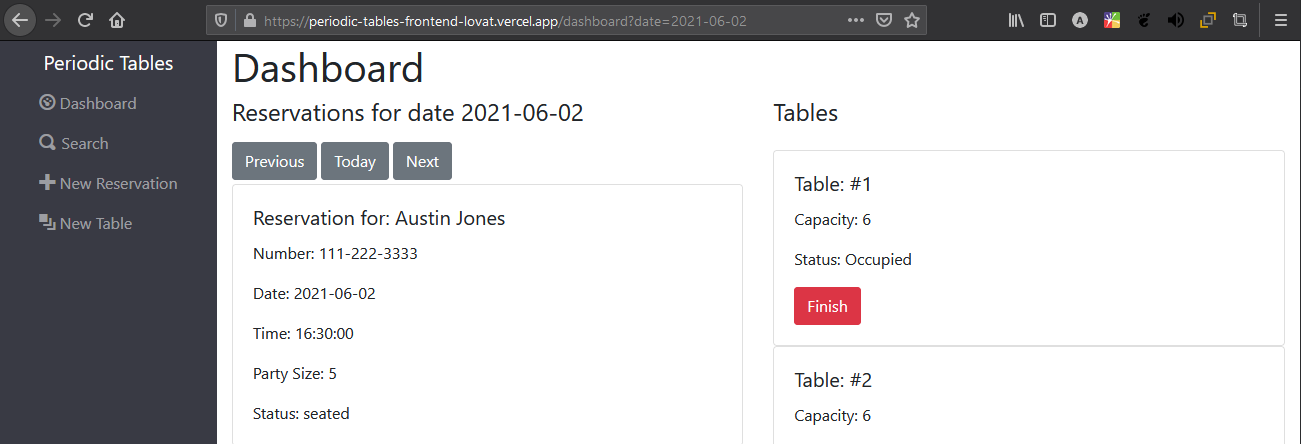 https://periodic-tables-frontend-lovat.vercel.app/dashboard?date=2021-06-02
Periodic Tables
Dashboard
Search
New Reservation
New Table
Dashboard
Reservations for date 2021-06-02
Previous Today Next
Reservation for: Austin Jones
Number: 111-222-3333
Date: 2021-06-02
Time: 16:30:00
Party Size: 5
Status: seated
Tables
Table: #1
Capacity: 6
Status: Occupied
Finish
Table: #2
Capacity: 6